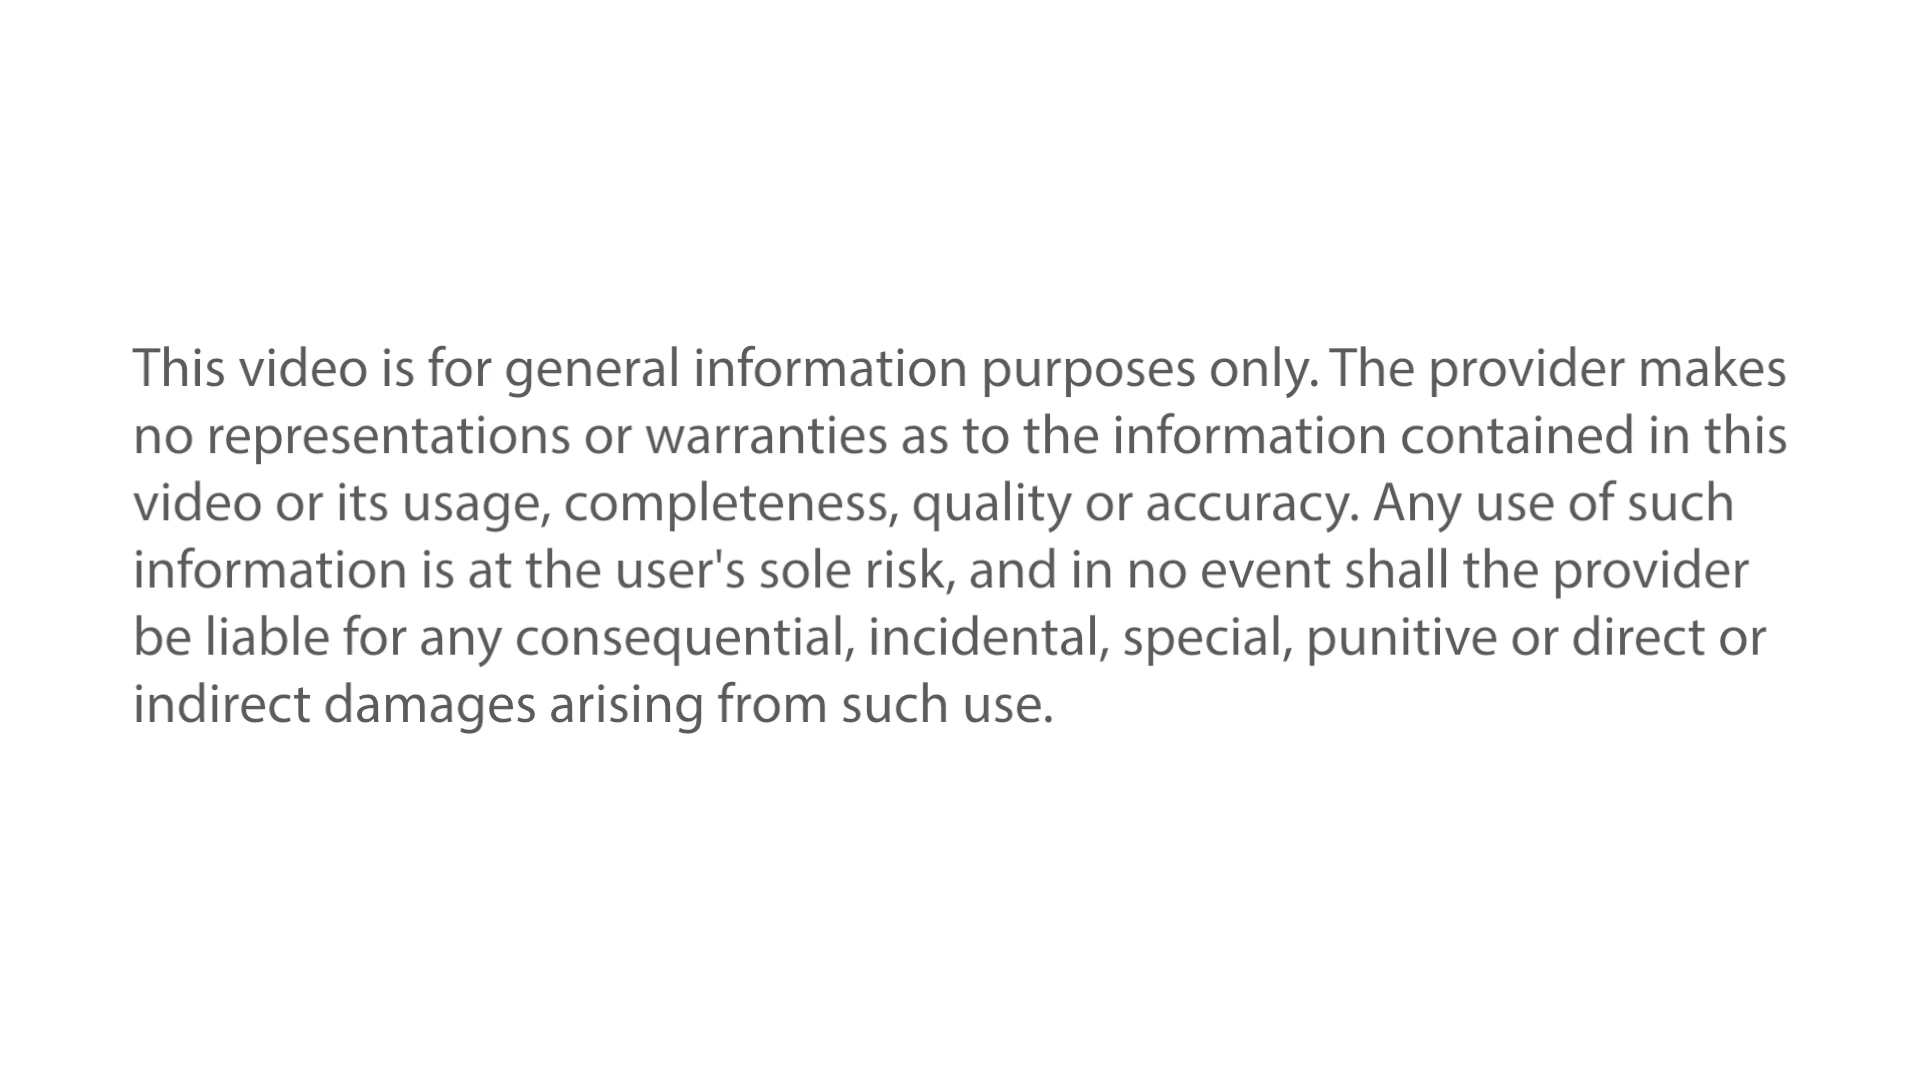 This video is for general information purposes only. The provider makes
no representations or warranties as to the information contained in this
video or its usage, completeness, quality or accuracy. Any use of such
information is at the user's sole risk, and in no event shall the provider
be liable for any consequential, incidental, special, punitive or direct or
indirect damages arising from such use.